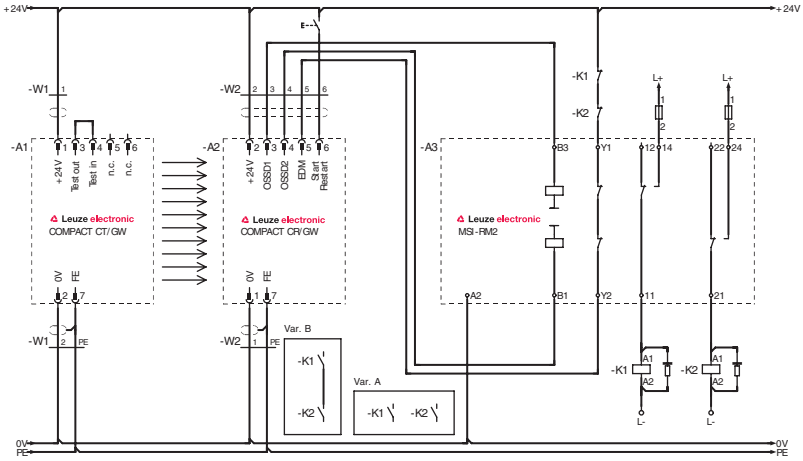 +24V +24V
-K1
L+ L+
-W1 1 -W2 2 3 4 5 6
-K2
1 1
2 2
-A1 1 3 4 5 6 -A2 2 3 4 5 6 -A3 B3 Y1 12 14 22 24
+24V
Test out
Test in
n.c.
n.c.
+24V
OSSD1
OSSD2
EDM
Start
Restart
Leuze electronic
COMPACT CT/GW
Leuze electronic
COMPACT CR/GW
Leuze electronic
MSI-RM2
0V
FE
0V
FE
2 7 1 7 A2 B1 Y2 11 21
-W1 2 PE -W2 1 PE
Var. B
-K1
-K2
Var. A
-K1 -K2
-K1 A1 A2
-K2 A1 A2
L- L-
0V 0V
PE PE